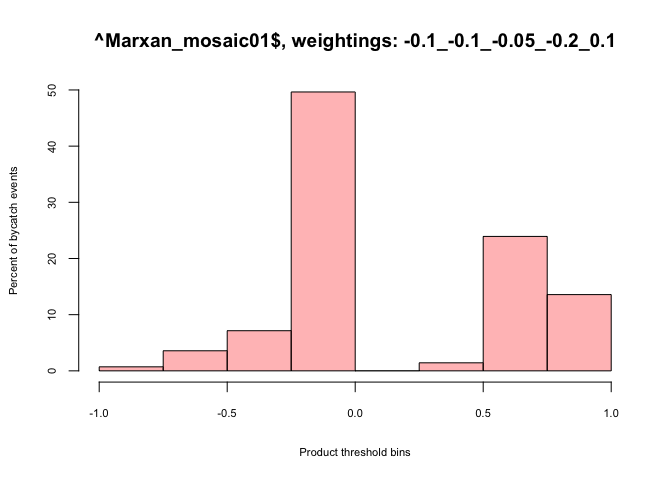 ^Marxan_mosaic01$, weightings: -0.1_-0.1_-0.05_-0.2_0.1
Percent of bycatch events
50
40
30
20
10
0
-1.0 -0.5 0.0 0.5 1.0
Product threshold bins